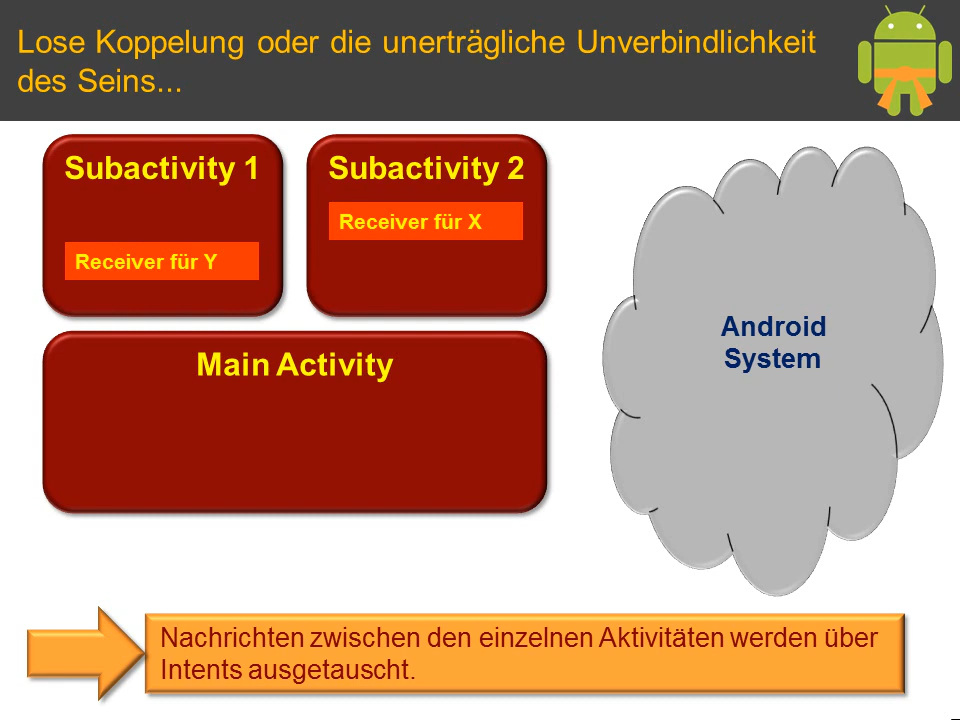 Lose Koppelung oder die unerträgliche Unverbindlichkeit
des Seins...
Subactivity 1
Receiver für Y
Subactivity 2
Receiver für X
Main Activity
Android
System
Nachrichten zwischen den einzelnen Aktivitäten werden über
Intents ausgetauscht.